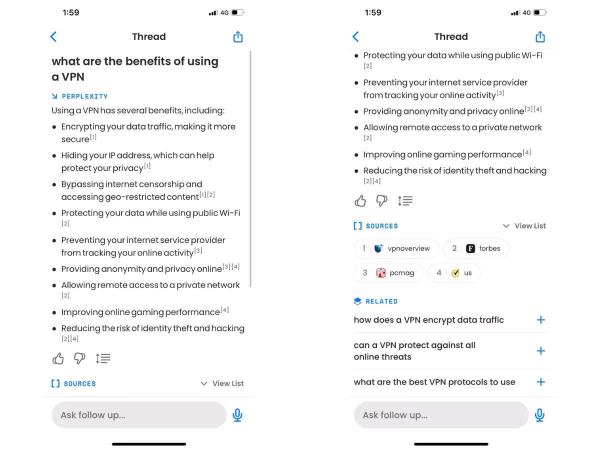 1:59
4G
Thread
what are the benefits of using
a VPN
PERPLEXITY
Using a VPN has several benefits, including:
• Encrypting your data traffic, making it more
secure[1]
• Hiding your IP address, which can help
protect your privacy[1]
• Bypassing internet censorship and
accessing geo-restricted content[1][2]
• Protecting your data while using public Wi-Fi
[2]
• Preventing your internet service provider
from tracking your online activity[3]
• Providing anonymity and privacy online[3][4]
• Allowing remote access to a private network
[2]
• Improving online gaming performance[4]
• Reducing the risk of identity theft and hacking
[2][4]
SOURCES
View List
Ask follow up...
1:59
4G
Thread
• Protecting your data while using public Wi-Fi
[2]
• Preventing your internet service provider
from tracking your online activity[3]
• Providing anonymity and privacy online[3][4]
• Allowing remote access to a private network
[2]
• Improving online gaming performance[4]
• Reducing the risk of identity theft and hacking
[2][4]
SOURCES
View List
1 vpnoverview
2 F forbes
3 pcmag
4 us
RELATED
how does a VPN encrypt data traffic
can a VPN protect against all
online threats
what are the best VPN protocols to use
Ask follow up...